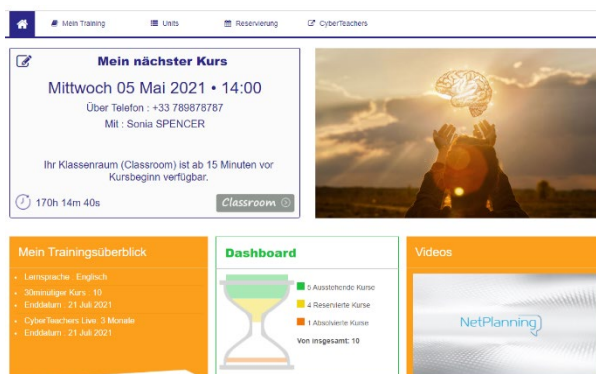 Mein Training
Units
Reservierung
CyberTeachers
Mein nächster Kurs
Mittwoch 05 Mai 2021 • 14:00
Über Telefon : +33 789878787
Mit : Sonia SPENCER
Ihr Klassenraum (Classroom) ist ab 15 Minuten vor
Kursbeginn verfügbar.
170h 14m 40s
Classroom
Mein Trainingsüberblick
Lernsprache : Englisch
30minütiger Kurs : 10
Enddatum : 21 Juli 2021
CyberTeachers Live: 3 Monate
Enddatum : 21 Juli 2021
Dashboard
5 Ausstehende Kurse
4 Reservierte Kurse
1 Absolvierte Kurse
Von insgesamt: 10
Videos
NetPlanning